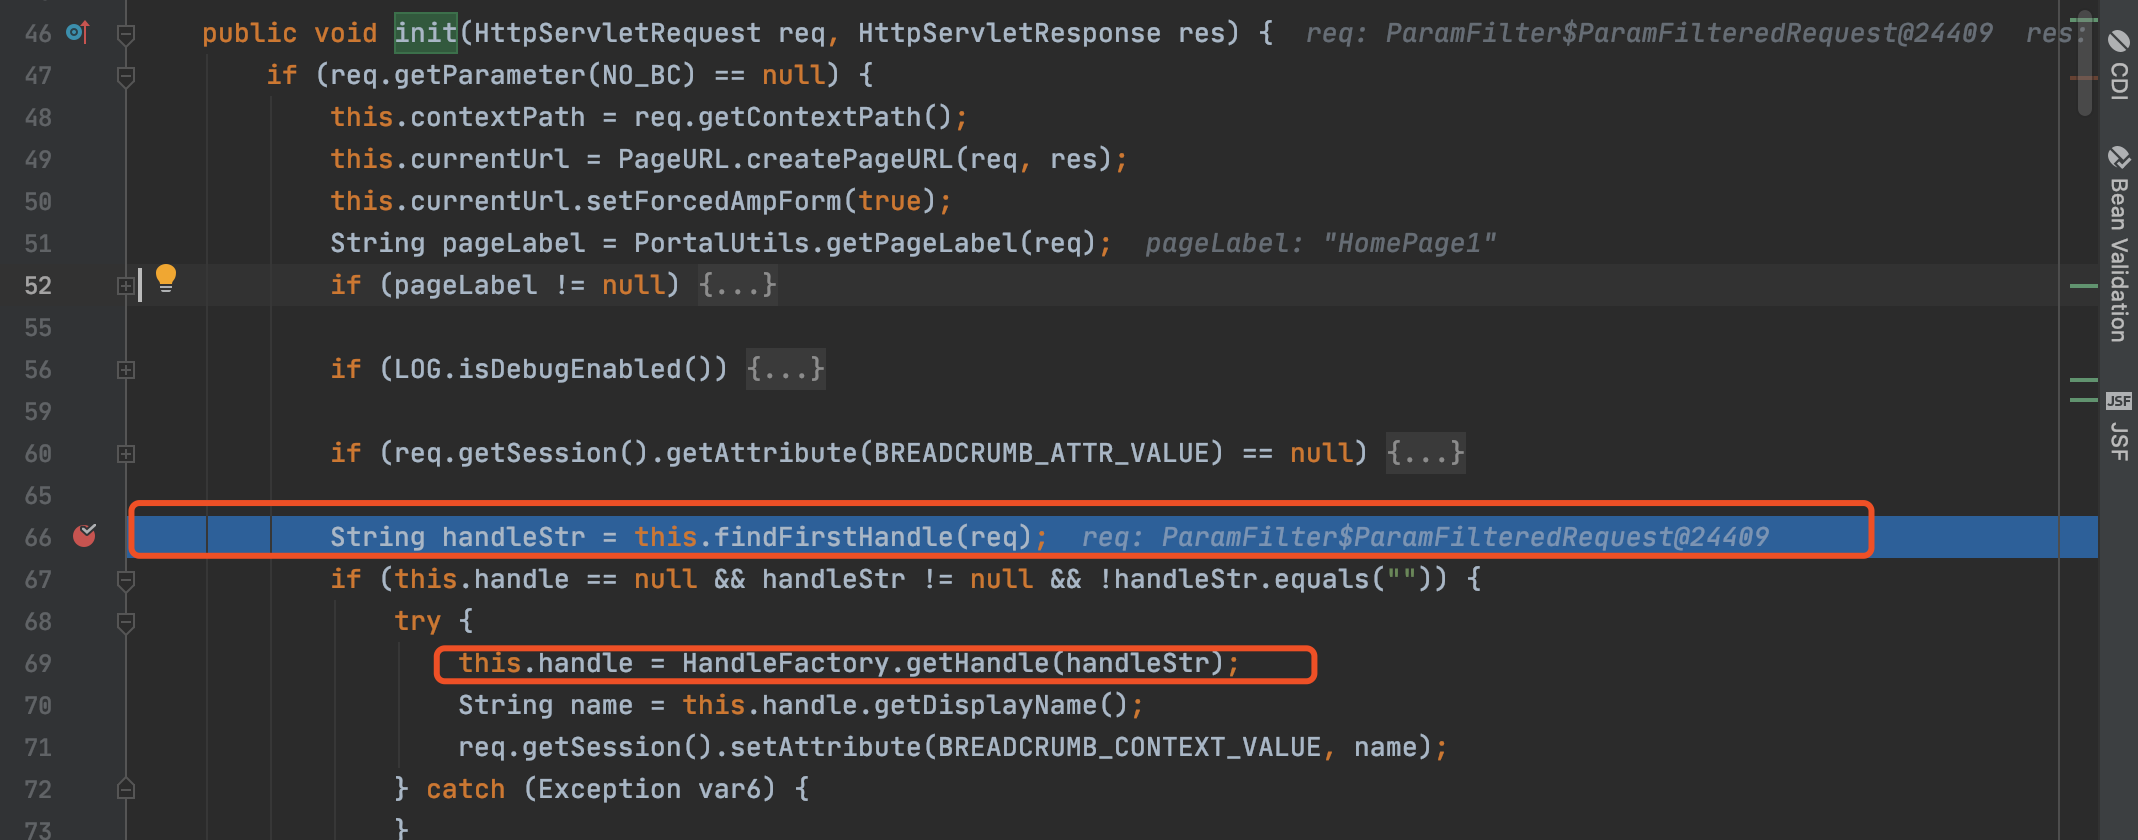 46 public void init(HttpServletRequest req, HttpServletResponse res) { req: ParamFilter$ParamFilteredRequest@24409 res:
47 if (req.getParameter(NO_BC) == null) {
48 this.contextPath = req.getContextPath();
49 this.currentUrl = PageURL.createPageURL(req, res);
50 this.currentUrl.setForcedAmpForm(true);
51 String pageLabel = PortalUtils.getPageLabel(req); pageLabel: "HomePage1"
52 if (pageLabel != null) {...}
55
56 if (LOG.isDebugEnabled()) {...}
59
60 if (req.getSession().getAttribute(BREADCRUMB_ATTR_VALUE) == null) {...}
65
66 String handleStr = this.findFirstHandle(req); req: ParamFilter$ParamFilteredRequest@24409
67 if (this.handle == null && handleStr != null && !handleStr.equals("")) {
68 try {
69 this.handle = HandleFactory.getHandle(handleStr);
70 String name = this.handle.getDisplayName();
71 req.getSession().setAttribute(BREADCRUMB_CONTEXT_VALUE, name);
72 } catch (Exception var6) {
73 }
CDI
Bean Validation
JSF
JSF